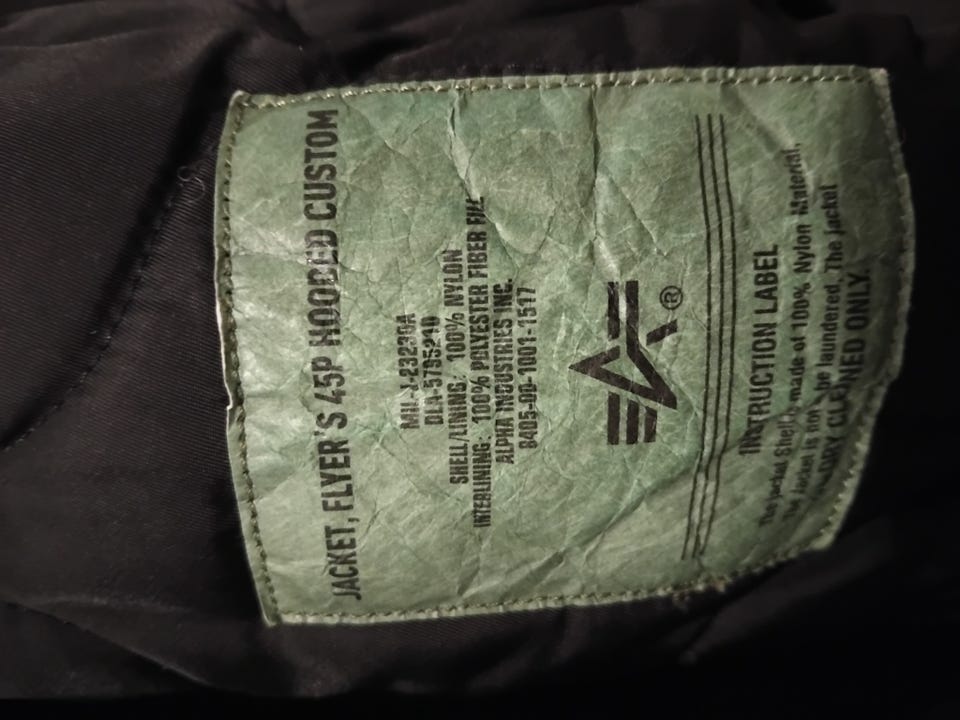 JACKET, FLYER'S 45P HOODED CUSTOM
MIL-J-23230A
DLA-5795210
SHELL/LINING: 100% NYLON
INTERLINING: 100% POLYESTER FIBER FILL
ALPHA INDUSTRIES INC.
8405-00-1001-1517
®
INSTRUCTION LABEL
The jacket Shell is made of 100% Nylon Material.
The Jacket is not be laundered. The jacket
DRY CLEANED ONLY.